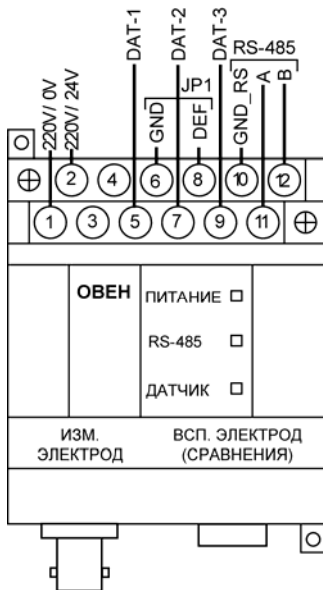 DAT-1
DAT-2
DAT-3
RS-485
JP1
220V/ 0V
220V/ 24V
GND
DEF
GND_RS
A
B
2
4
6
8
10
12
1
3
5
7
9
11
ОВЕН
ПИТАНИЕ
RS-485
ДАТЧИК
ИЗМ.
ЭЛЕКТРОД
ВСП. ЭЛЕКТРОД
(СРАВНЕНИЯ)